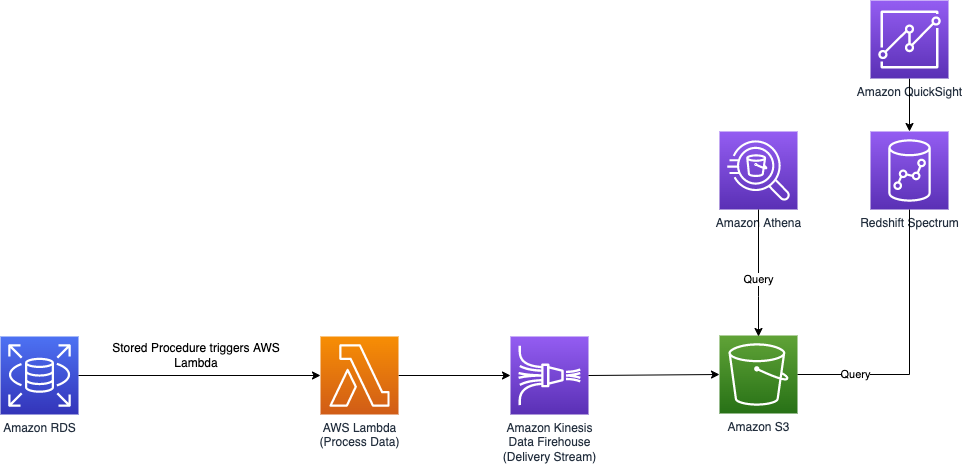 Amazon QuickSight
Amazon Athena
Redshift Spectrum
Query
Stored Procedure triggers AWS
Lambda
Query
Amazon RDS
AWS Lambda
(Process Data)
Amazon Kinesis
Data Firehouse
(Delivery Stream)
Amazon S3